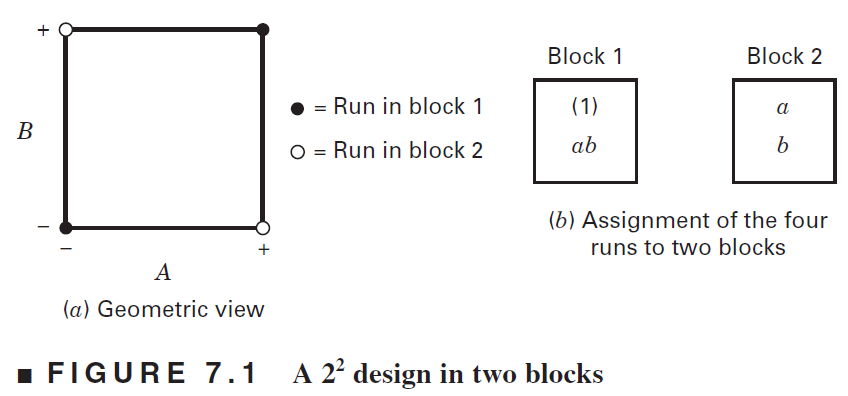 +
B
−
−
+
A
(a) Geometric view
= Run in block 1
= Run in block 2
Block 1
(1)
ab
Block 2
a
b
(b) Assignment of the four
runs to two blocks
■ FIGURE 7.1 A 2² design in two blocks